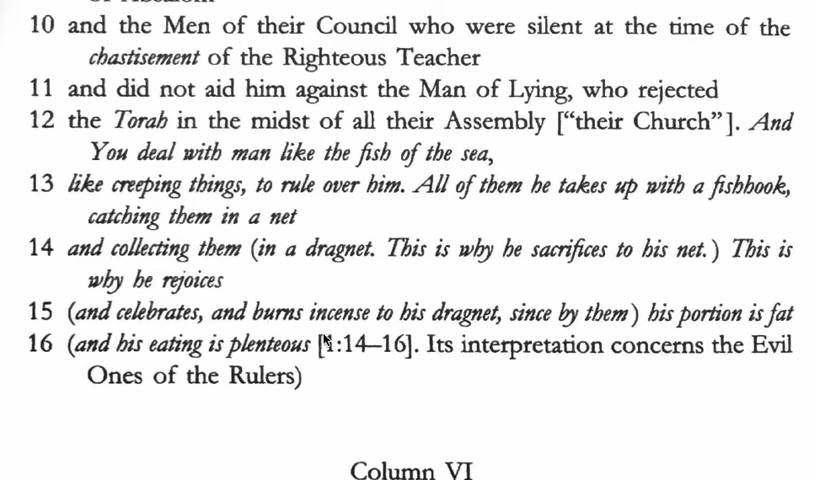 10 and the Men of their Council who were silent at the time of the
chastisement of the Righteous Teacher
11 and did not aid him against the Man of Lying, who rejected
12 the Torah in the midst of all their Assembly [“their Church”]. And
You deal with man like the fish of the sea,
13 like creeping things, to rule over him. All of them he takes up with a fishhook,
catching them in a net
14 and collecting them (in a dragnet. This is why he sacrifices to his net.) This is
why he rejoices
15 (and celebrates, and burns incense to his dragnet, since by them) his portion is fat
16 (and his eating is plenteous [1:14–16]. Its interpretation concerns the Evil
Ones of the Rulers)
Column VI